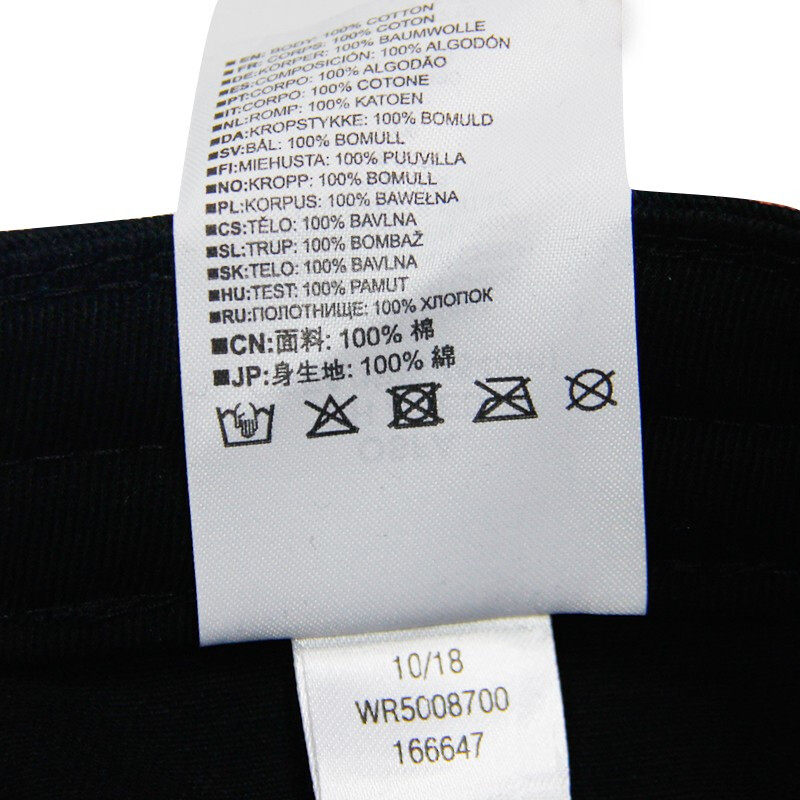 ■EN: BODY: 100% COTTON
■FR: CORPS: 100% COTON
■DE:KÖRPER: 100% BAUMWOLLE
■ES:COMPOSICIÓN: 100% ALGODÓN
■PT:CORPO: 100% ALGODÃO
■IT:CORPO: 100% COTONE
■NL:ROMP: 100% KATOEN
■DA:KROPSTYKKE: 100% BOMULD
■SV:BÅL: 100% BOMULL
■FI:MIEHUSTA: 100% PUUVILLA
■NO:KROPP: 100% BOMULL
■PL:KORPUS: 100% BAWEŁNA
■CS:TĚLO: 100% BAVLNA
■SL:TRUP: 100% BOMBAŽ
■SK:TELO: 100% BAVLNA
■HU:TEST: 100% PAMUT
■RU:ПОЛОТНИЩЕ: 100% ХЛОПОК
■CN:面料: 100% 棉
■JP:身生地: 100% 綿
10/18
WR5008700
166647